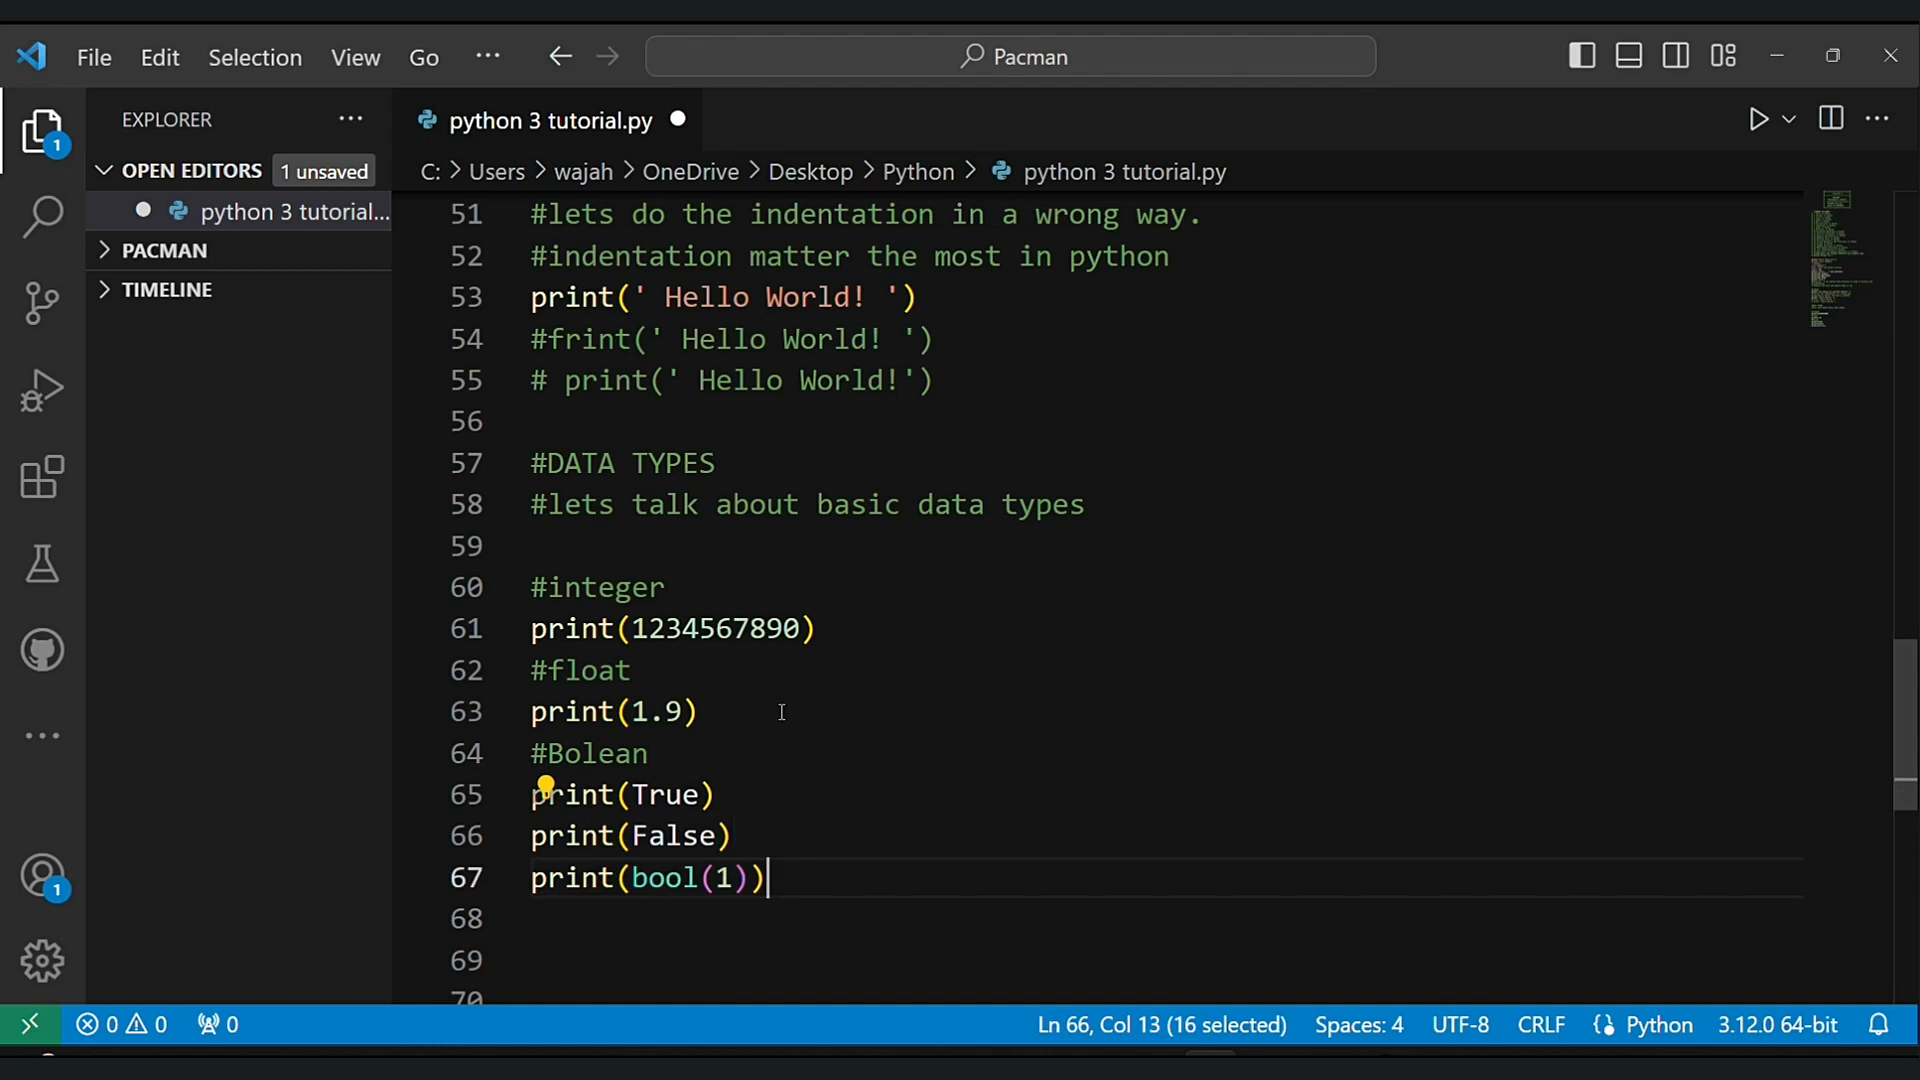 File Edit Selection View Go ··· Pacman
EXPLORER ···
python 3 tutorial.py
OPEN EDITORS 1 unsaved
C: > Users > wajah > OneDrive > Desktop > Python > python 3 tutorial.py
python 3 tutorial...
PACMAN
TIMELINE
1
51 #lets do the indentation in a wrong way.
52 #indentation matter the most in python
53 print(' Hello World! ')
54 #frint(' Hello World! ')
55 # print(' Hello World!')
56
57 #DATA TYPES
58 #lets talk about basic data types
59
60 #integer
61 print(1234567890)
62 #float
63 print(1.9)
64 #Bolean
65 print(True)
66 print(False)
67 print(bool(1))
68
69
70
1
0 0 0 Ln 66, Col 13 (16 selected) Spaces: 4 UTF-8 CRLF Python 3.12.0 64-bit